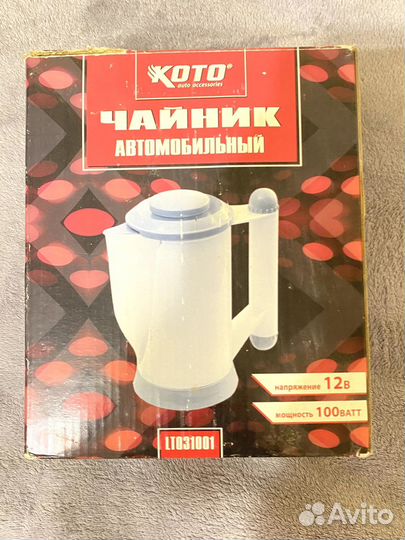 KOTO®
auto accessories
ЧАЙНИК
АВТОМОБИЛЬНЫЙ
напряжение 12В
мощность 100ВАТТ
LT031001
Avito